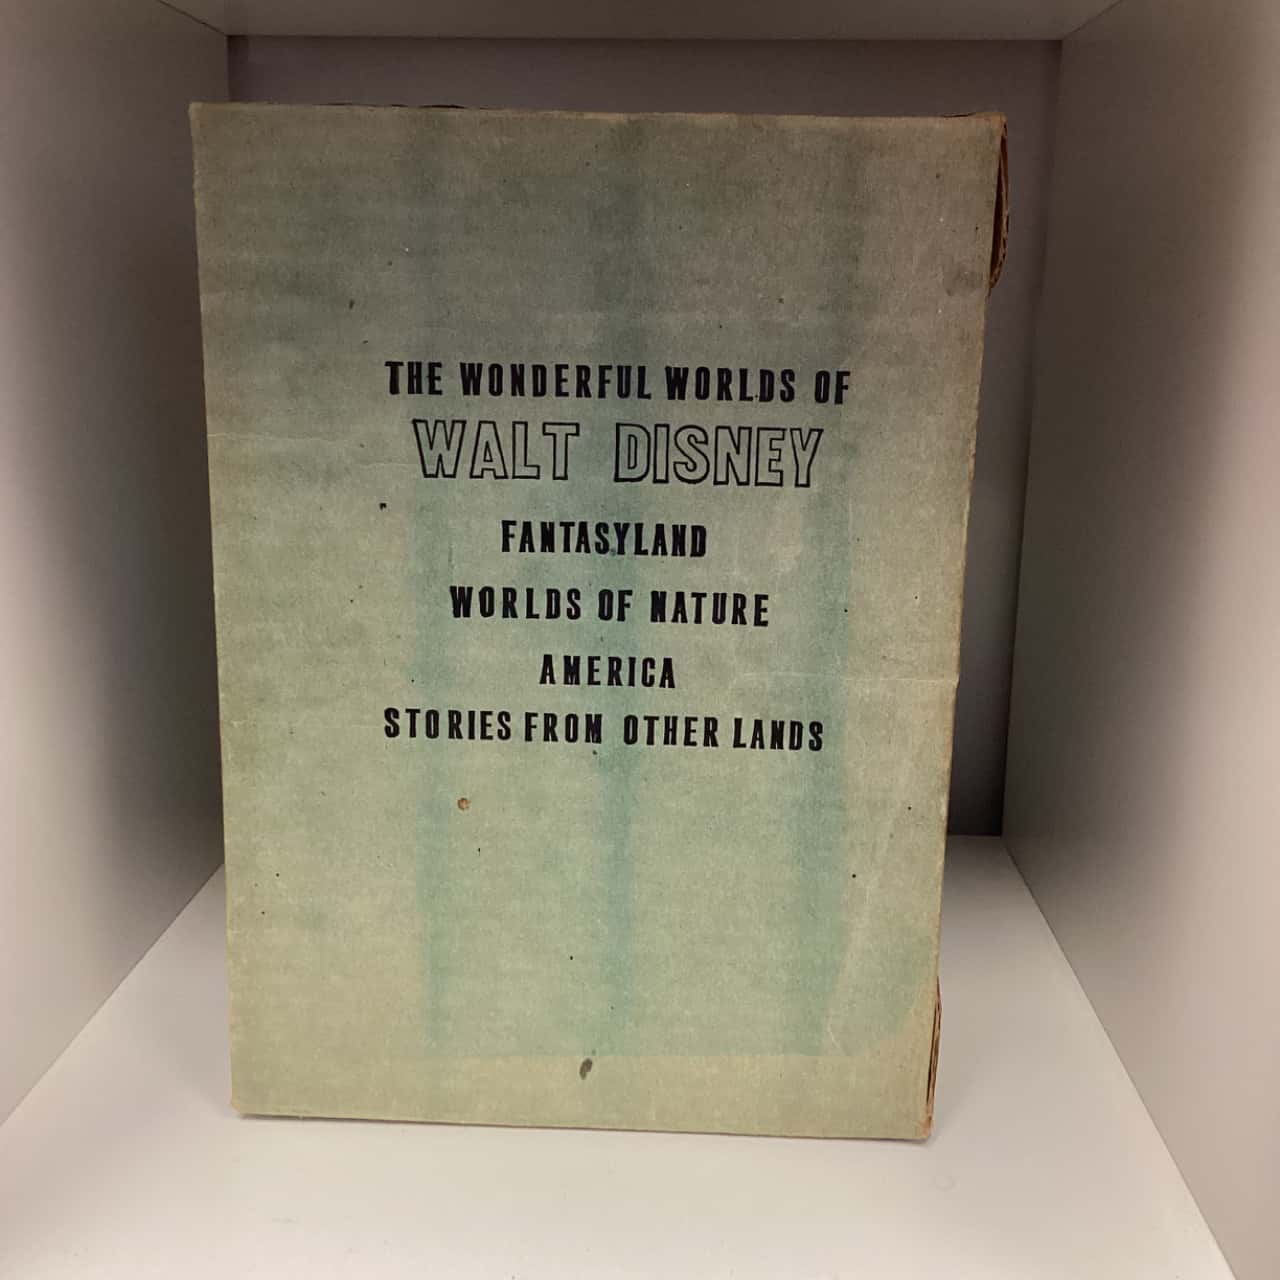 THE WONDERFUL WORLDS OF
WALT DISNEY
FANTASYLAND
WORLDS OF NATURE
AMERICA
STORIES FROM OTHER LANDS